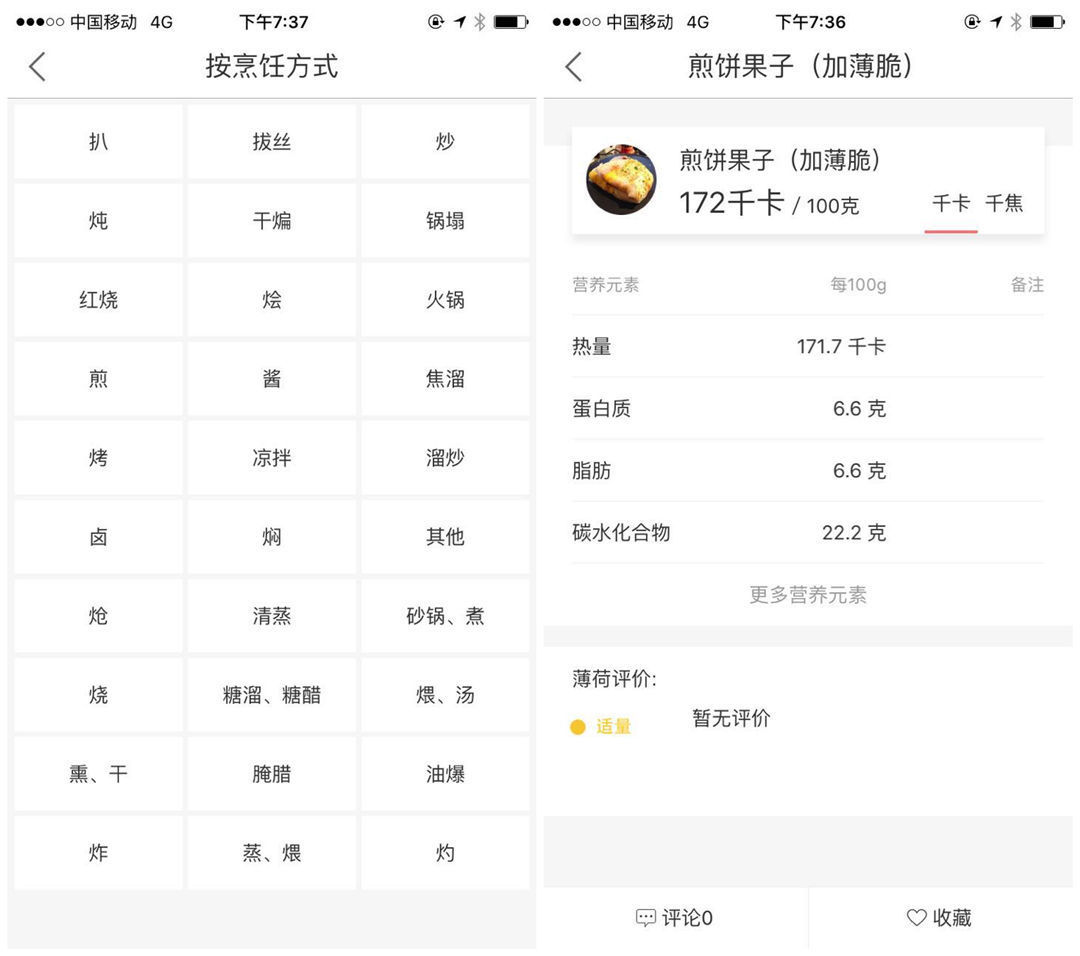 中国移动 4G 下午7:37
按烹饪方式
扒 拔丝 炒
炖 干煸 锅塌
红烧 烩 火锅
煎 酱 焦溜
烤 凉拌 溜炒
卤 焖 其他
炝 清蒸 砂锅、煮
烧 糖溜、糖醋 煨、汤
熏、干 腌腊 油爆
炸 蒸、煨 灼
中国移动 4G 下午7:36
煎饼果子（加薄脆）
煎饼果子（加薄脆）
172千卡 / 100克 千卡 千焦
营养元素 每100g 备注
热量 171.7 千卡
蛋白质 6.6 克
脂肪 6.6 克
碳水化合物 22.2 克
更多营养元素
薄荷评价:
适量 暂无评价
评论0 收藏